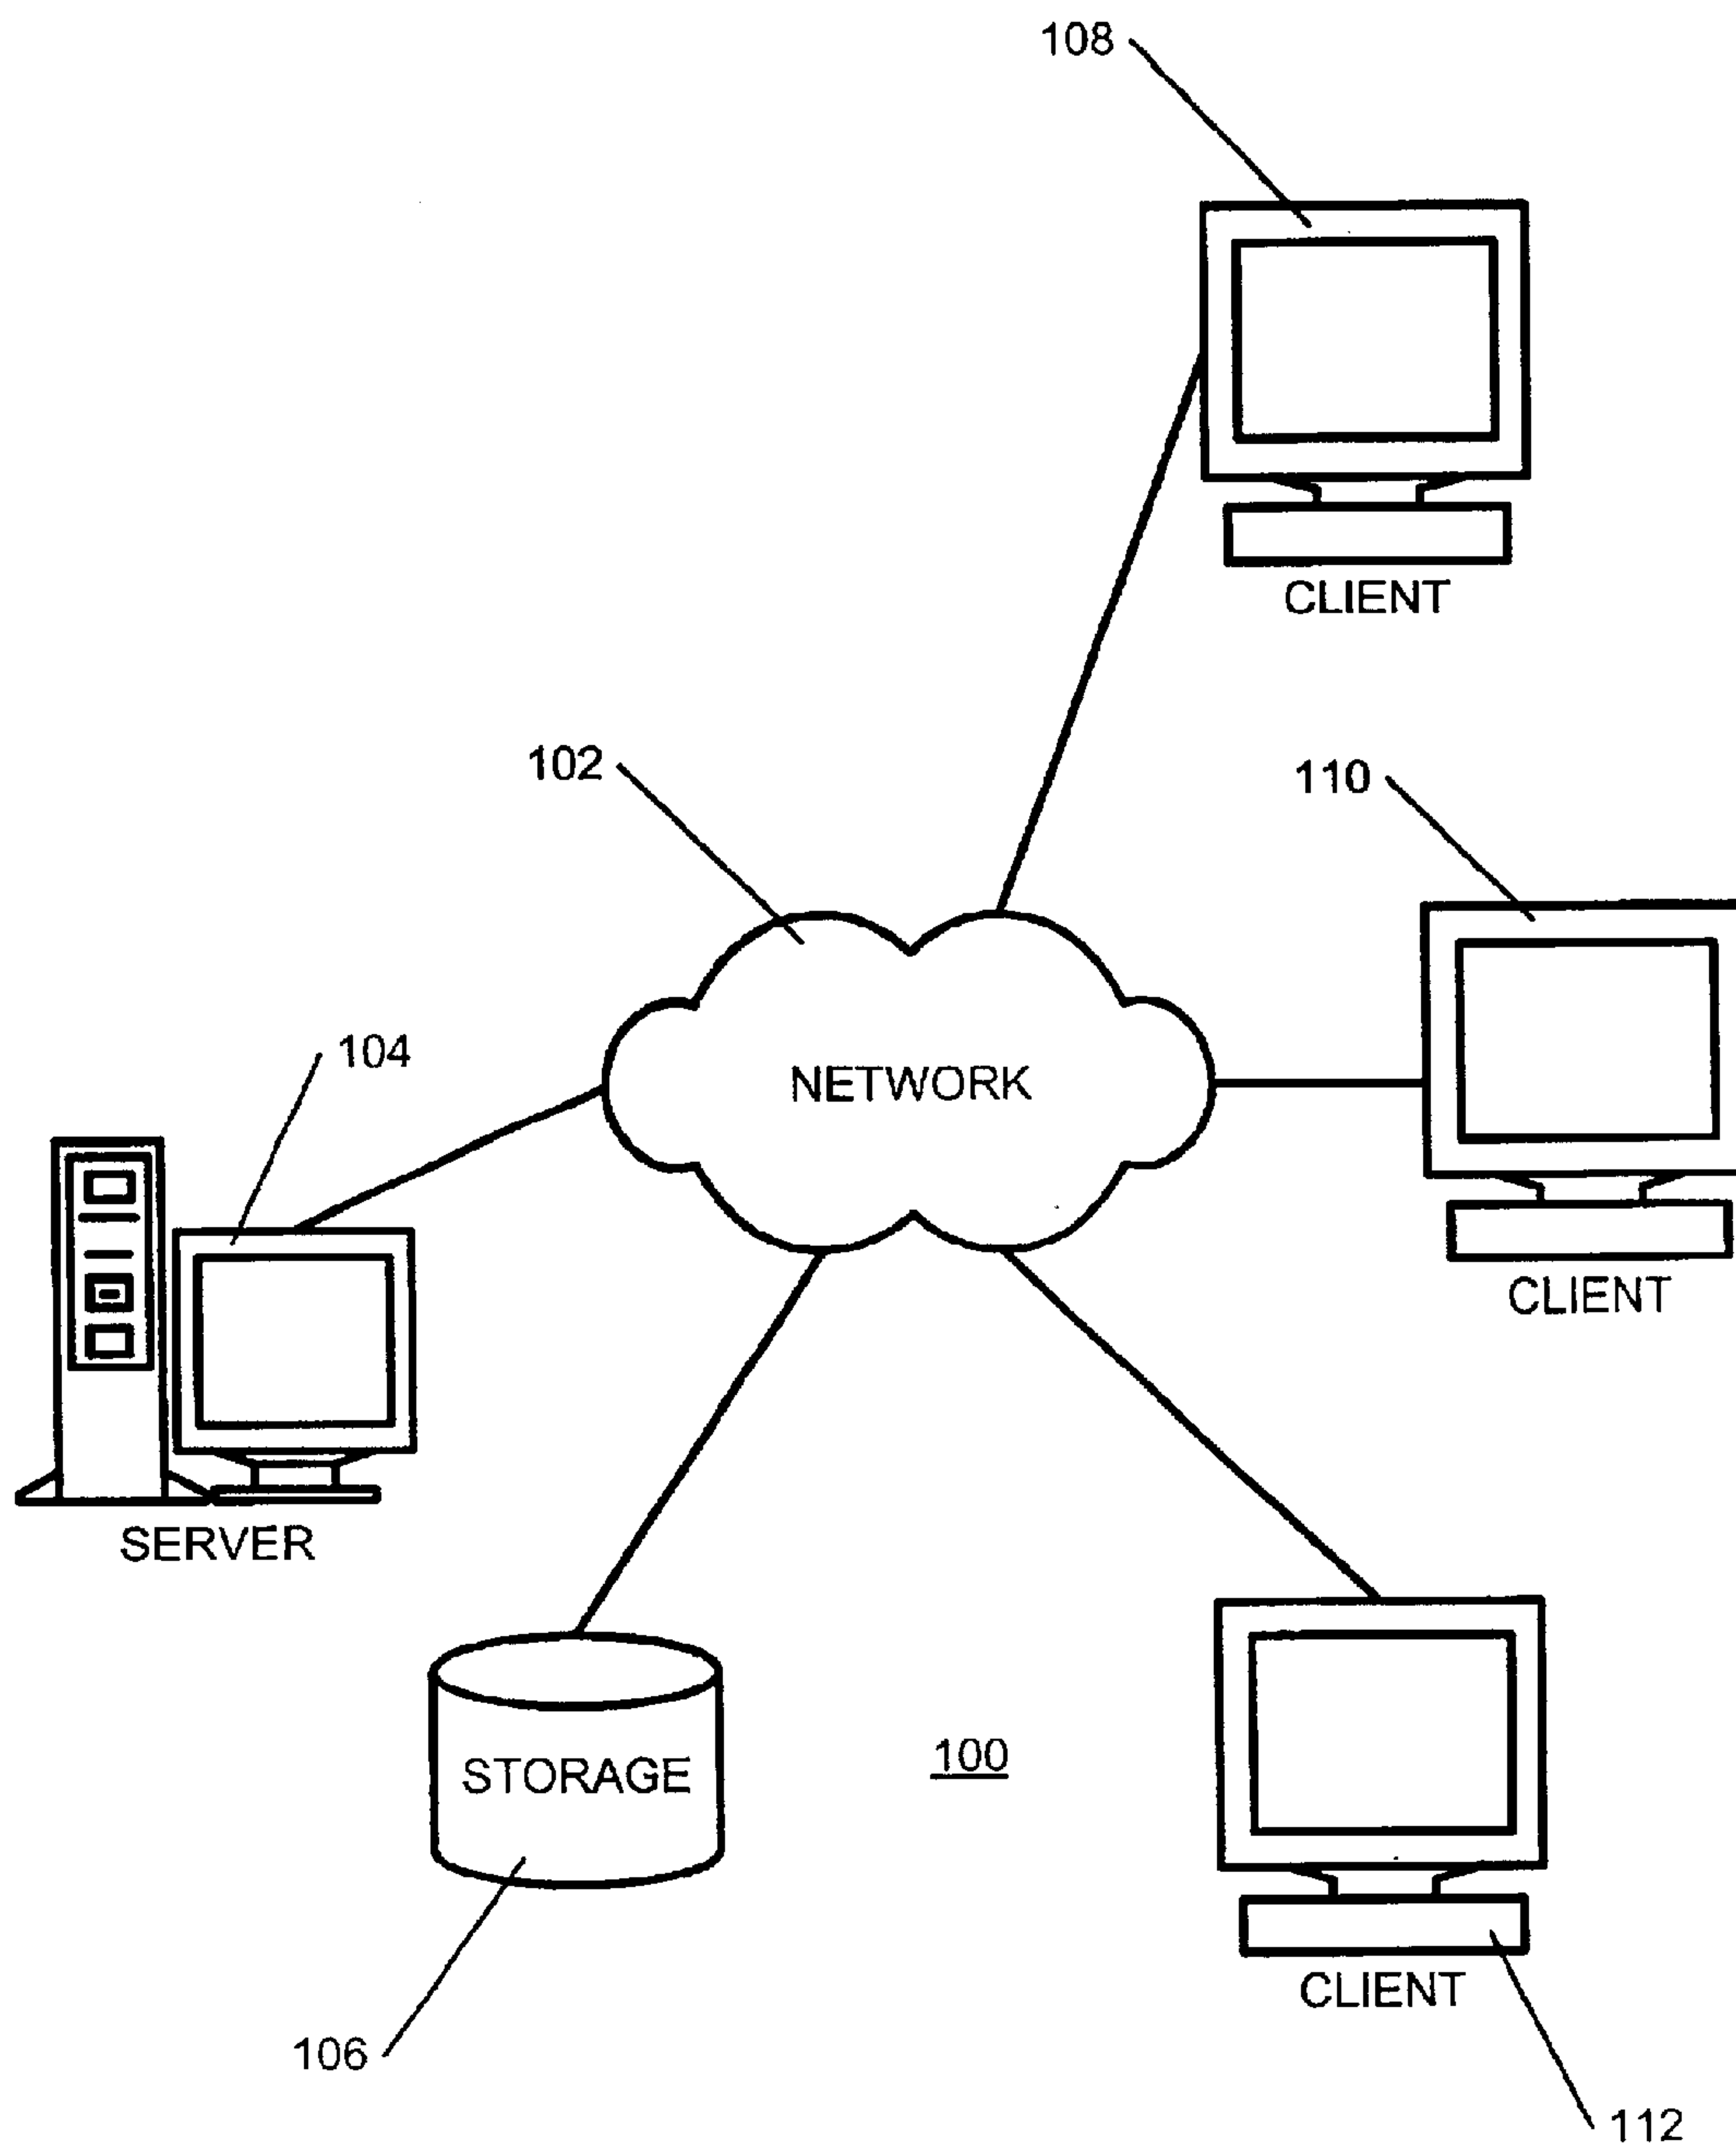 108
CLIENT
102
110
104
NETWORK
CLIENT
SERVER
100
STORAGE
CLIENT
106
112